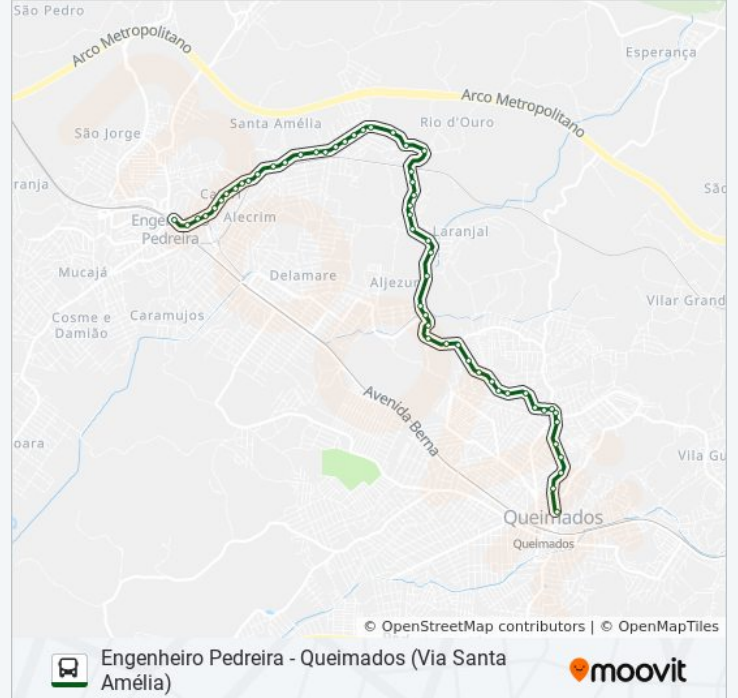 São Pedro
Arco Metropolitano
Esperança
Arco Metropolitano
Santa Amélia
Rio d'Ouro
São Jorge
ranja
Alecrim
Pedreira
Laranjal
Mucajá
Delamare
Aljezur
Vilar Grand
Cosme e
Damião
Caramujos
Avenida Berna
oara
Vila Gu
Queimados
Queimados
© OpenStreetMap contributors | © OpenMapTiles
Engenheiro Pedreira - Queimados (Via Santa
Amélia)
moovit